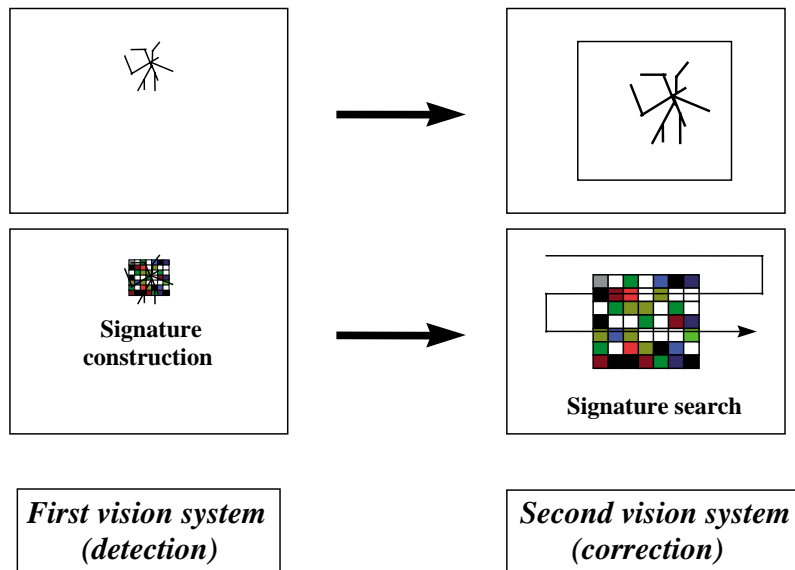 Signature
construction
Signature search
First vision system
(detection)
Second vision system
(correction)